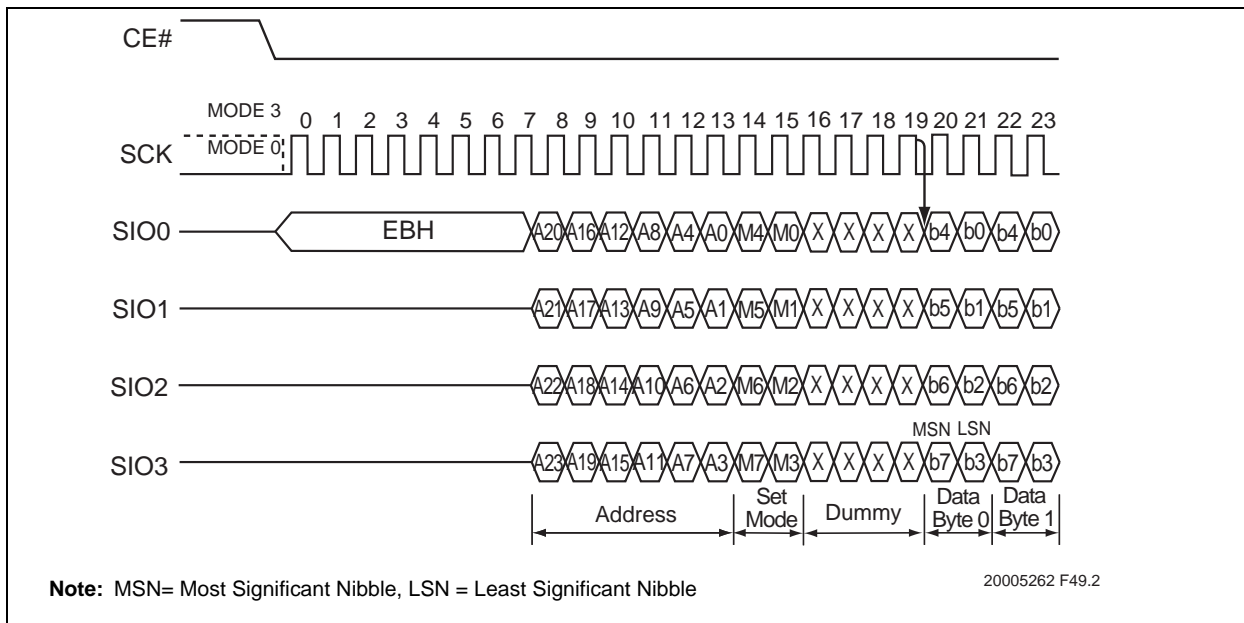 CE#
MODE 3
0 1 2 3 4 5 6 7 8 9 10 11 12 13 14 15 16 17 18 19 20 21 22 23
SCK
MODE 0
SIO0 EBH A20 A16 A12 A8 A4 A0 M4 M0 X X X X b4 b0 b4 b0
SIO1 A21 A17 A13 A9 A5 A1 M5 M1 X X X X b5 b1 b5 b1
SIO2 A22 A18 A14 A10 A6 A2 M6 M2 X X X X b6 b2 b6 b2
MSN LSN
SIO3 A23 A19 A15 A11 A7 A3 M7 M3 X X X X b7 b3 b7 b3
Address
Set
Mode
Dummy
Data
Byte 0
Data
Byte 1
Note: MSN= Most Significant Nibble, LSN = Least Significant Nibble
20005262 F49.2